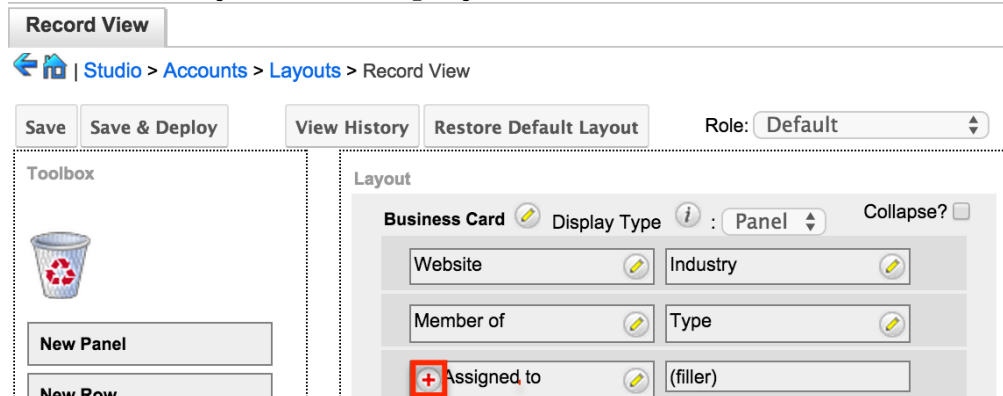 Record View
| Studio > Accounts > Layouts > Record View
Save Save & Deploy View History Restore Default Layout Role: Default
Toolbox
Layout
Business Card Display Type i : Panel Collapse?
Website Industry
Member of Type
New Panel
Assigned to (filler)
New Row